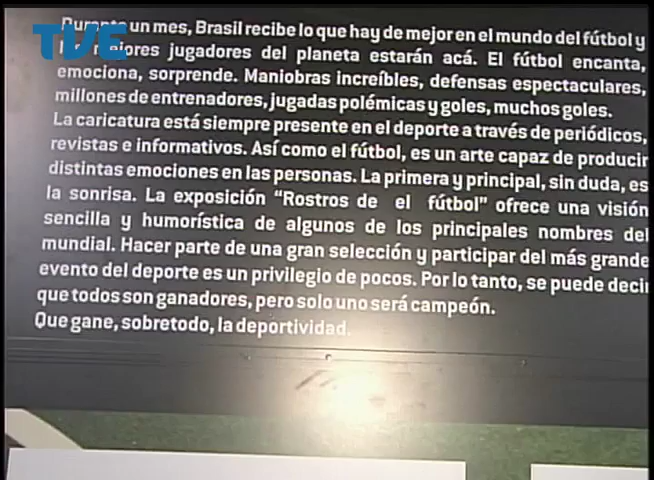 TVE
Durante un mes, Brasil recibe lo que hay de mejor en el mundo del fútbol y
los mejores jugadores del planeta estarán acá. El fútbol encanta,
emociona, sorprende. Maniobras increíbles, defensas espectaculares,
millones de entrenadores, jugadas polémicas y goles, muchos goles.
La caricatura está siempre presente en el deporte a través de periódicos,
revistas e informativos. Así como el fútbol, es un arte capaz de producir
distintas emociones en las personas. La primera y principal, sin duda, es
la sonrisa. La exposición “Rostros de el fútbol” ofrece una visión
sencilla y humorística de algunos de los principales nombres del
mundial. Hacer parte de una gran selección y participar del más grande
evento del deporte es un privilegio de pocos. Por lo tanto, se puede decir
que todos son ganadores, pero solo uno será campeón.
Que gane, sobretodo, la deportividad.